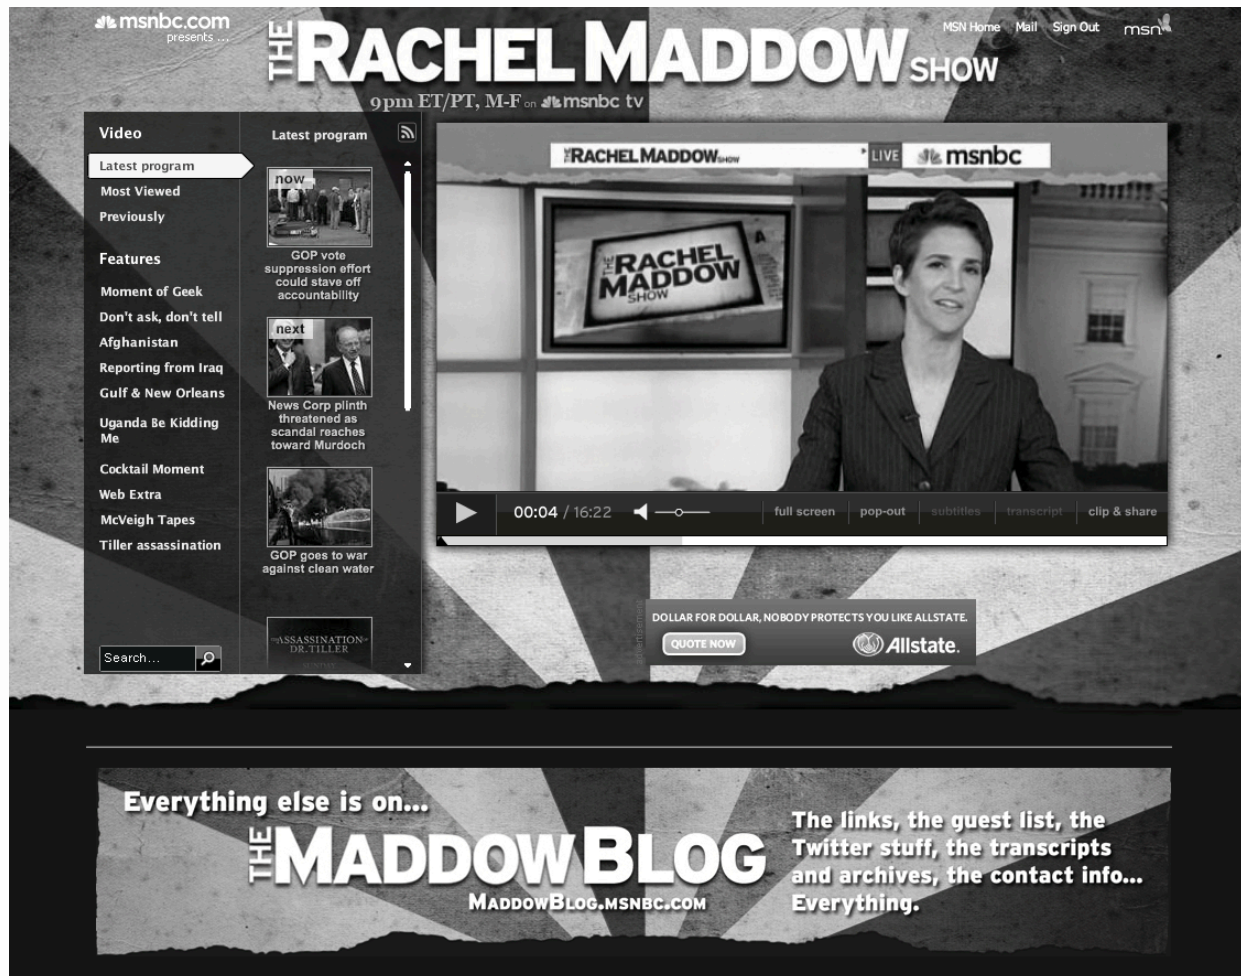 msnbc.com
presents ...
THE RACHEL MADDOW SHOW
MSN Home Mail Sign Out msn
9pm ET/PT, M-F on msnbc tv
Video
Latest program
Most Viewed
Previously
Features
Moment of Geek
Don't ask, don't tell
Afghanistan
Reporting from Iraq
Gulf & New Orleans
Uganda Be Kidding
Me
Cocktail Moment
Web Extra
McVeigh Tapes
Tiller assassination
Search...
Latest program
now
GOP vote
suppression effort
could stave off
accountability
next
News Corp plinth
threatened as
scandal reaches
toward Murdoch
GOP goes to war
against clean water
THE ASSASSINATION OF
DR. TILLER
THE RACHEL MADDOW SHOW LIVE msnbc
THE RACHEL
MADDOW
SHOW
00:04 / 16:22 full screen pop-out subtitles transcript clip & share
advertisement
DOLLAR FOR DOLLAR, NOBODY PROTECTS YOU LIKE ALLSTATE.
QUOTE NOW Allstate.
Everything else is on...
THE MADDOWBLOG
MADDOWBLOG.MSNBC.COM
The links, the guest list, the
Twitter stuff, the transcripts
and archives, the contact info...
Everything.